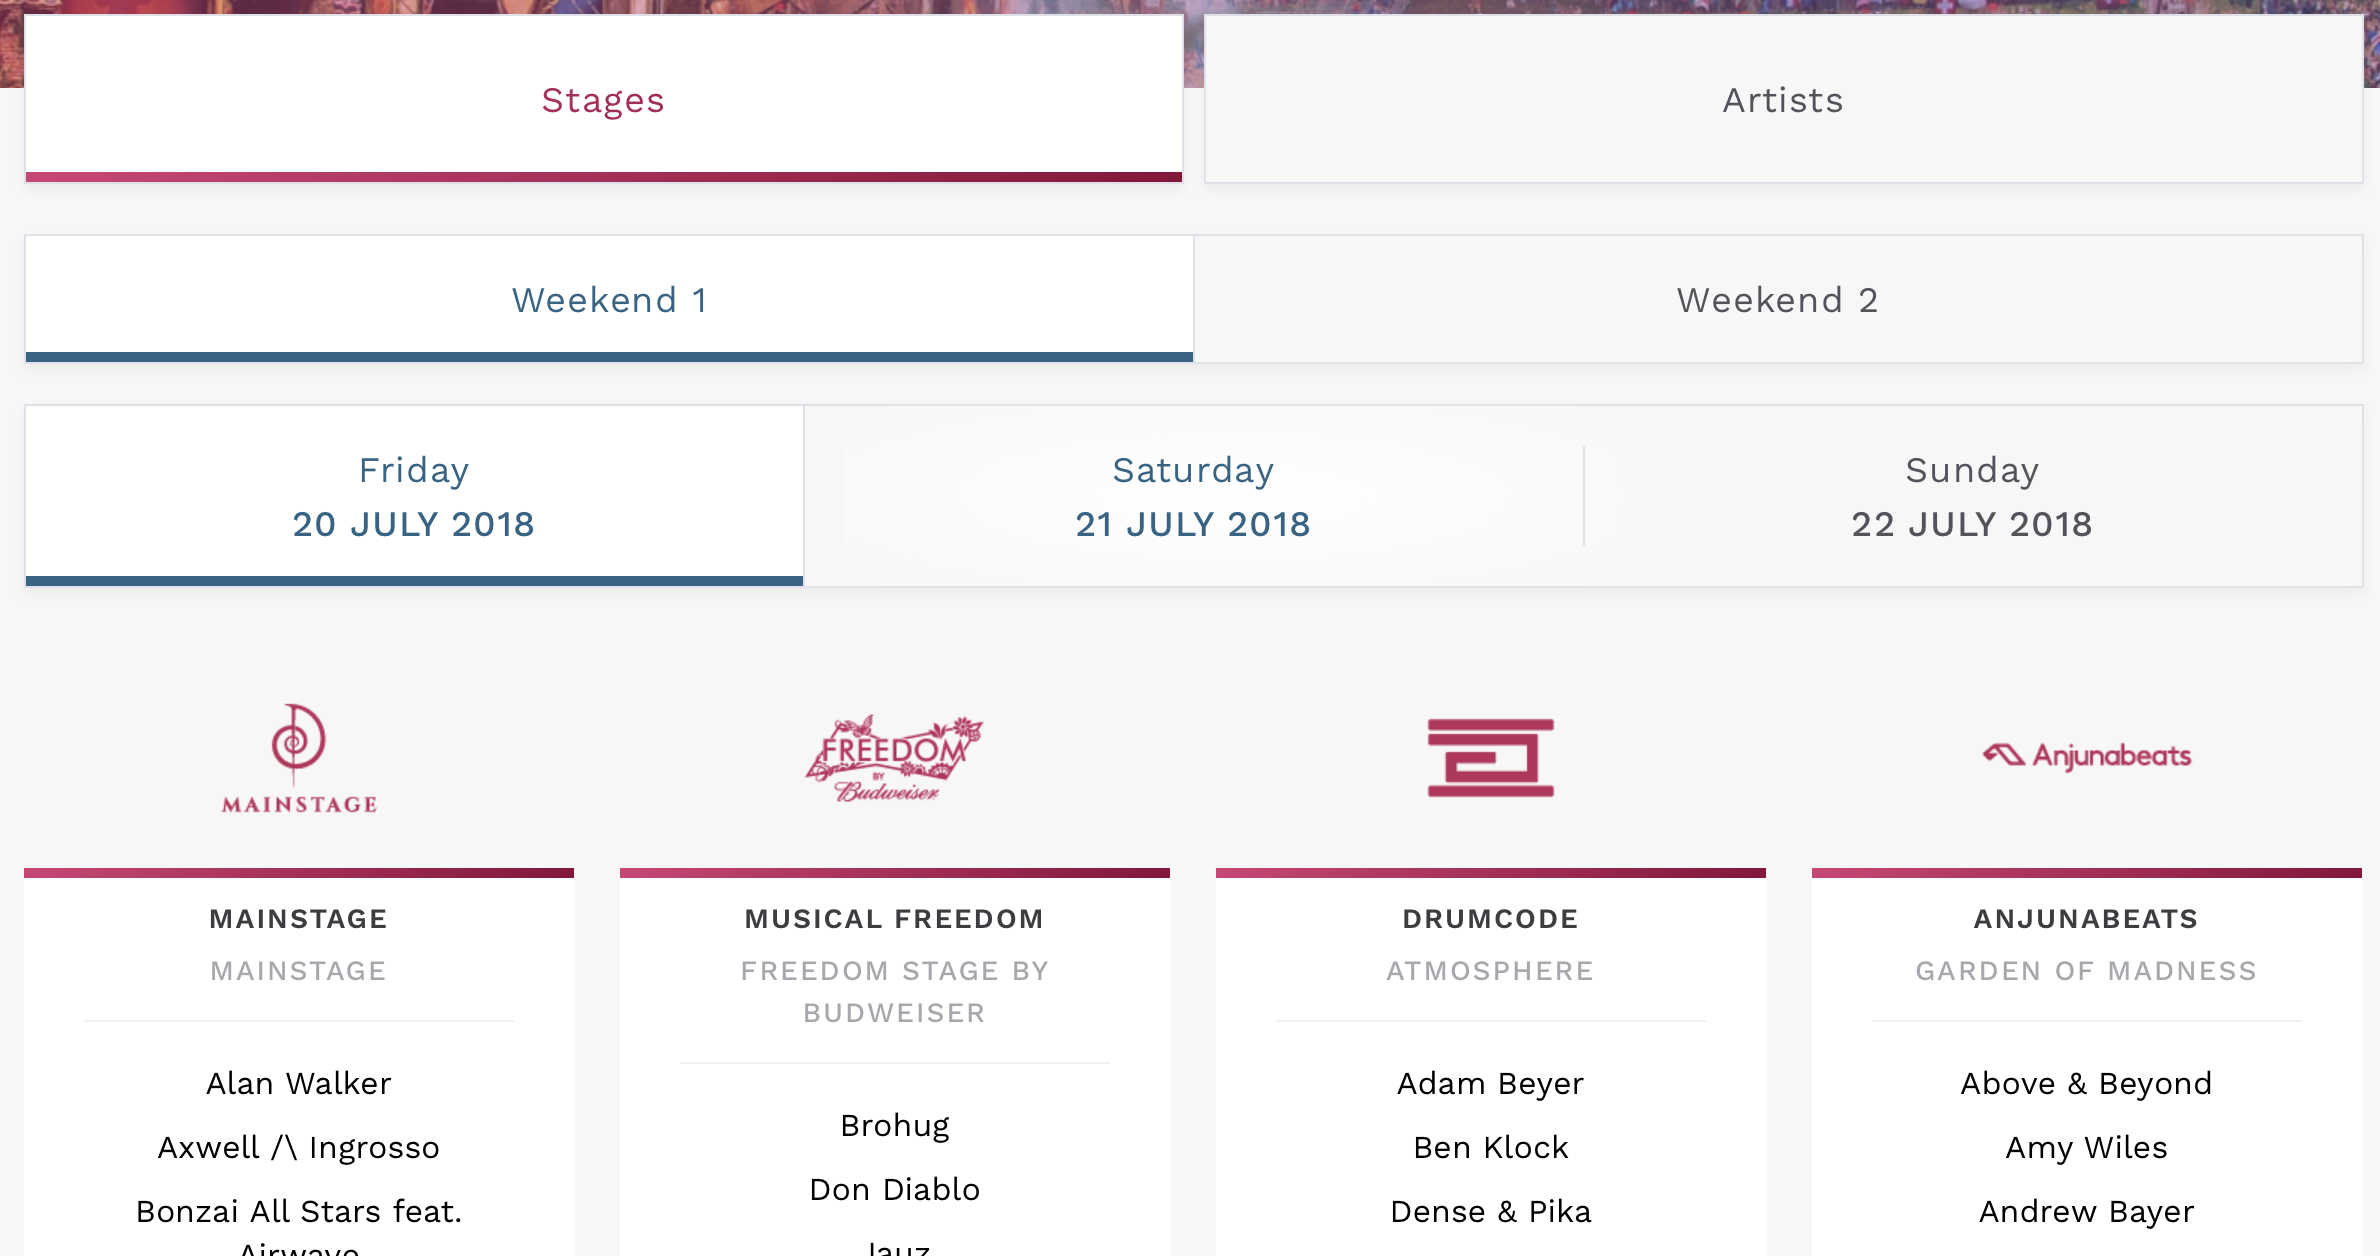 Stages
Artists
Weekend 1
Weekend 2
Friday
20 JULY 2018
Saturday
21 JULY 2018
Sunday
22 JULY 2018
MAINSTAGE
FREEDOM
BY
Budweiser
Anjunabeats
MAINSTAGE
MAINSTAGE
Alan Walker
Axwell /\ Ingrosso
Bonzai All Stars feat.
Airwave
MUSICAL FREEDOM
FREEDOM STAGE BY
BUDWEISER
Brohug
Don Diablo
Jauz
DRUMCODE
ATMOSPHERE
Adam Beyer
Ben Klock
Dense & Pika
ANJUNABEATS
GARDEN OF MADNESS
Above & Beyond
Amy Wiles
Andrew Bayer